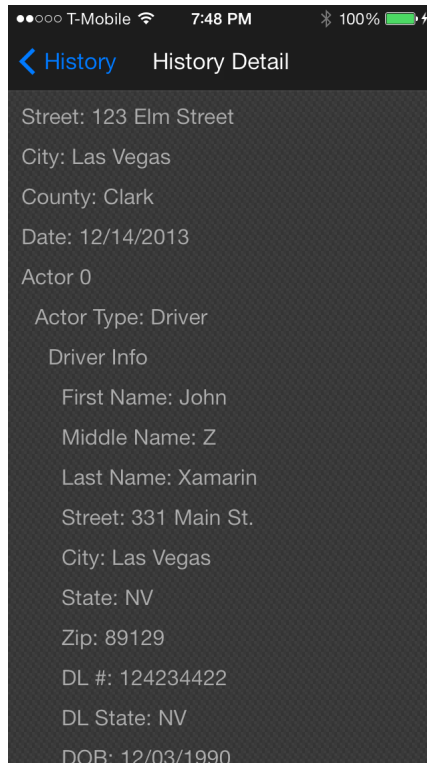 T-Mobile 7:48 PM 100%
History History Detail
Street: 123 Elm Street
City: Las Vegas
County: Clark
Date: 12/14/2013
Actor 0
Actor Type: Driver
Driver Info
First Name: John
Middle Name: Z
Last Name: Xamarin
Street: 331 Main St.
City: Las Vegas
State: NV
Zip: 89129
DL #: 124234422
DL State: NV
DOB: 12/03/1990